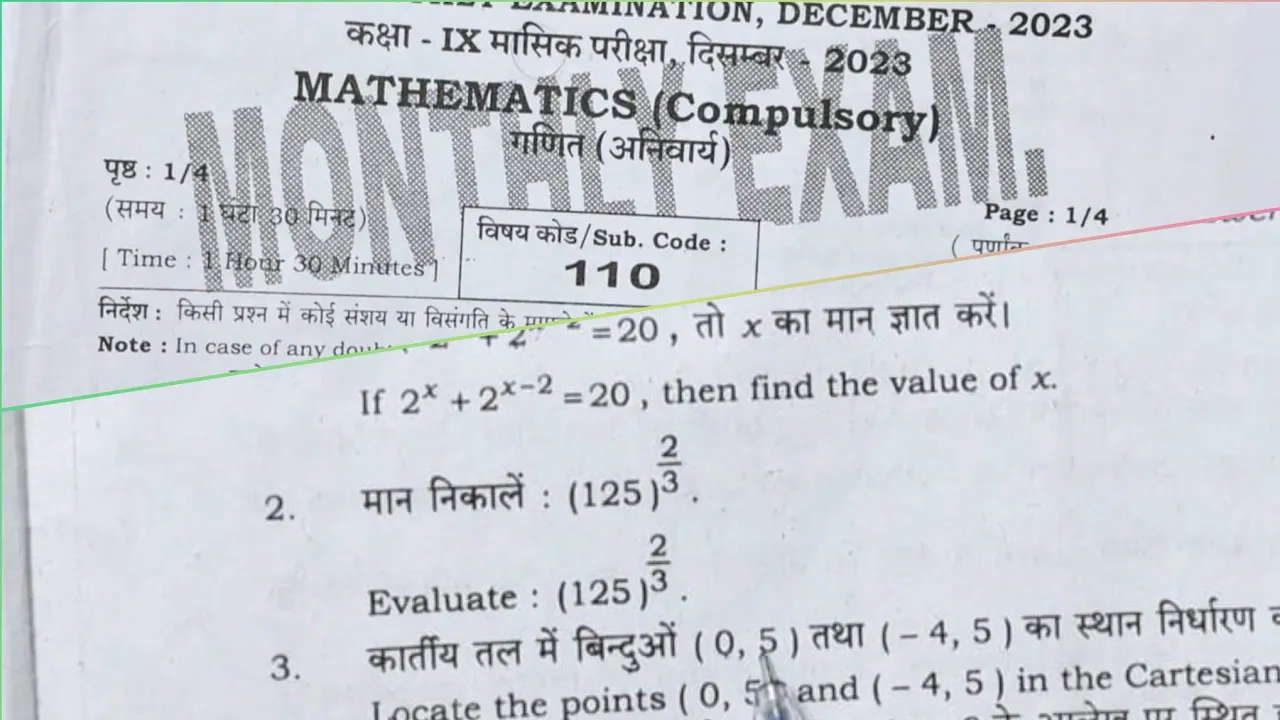 EXAMINATION, DECEMBER - 2023
कक्षा - IX मासिक परीक्षा, दिसम्बर - 2023
MONTHLY EXAM.
MATHEMATICS (Compulsory)
गणित (अनिवार्य)
पृष्ठ : 1/4
Page : 1/4
(समय : 1 घंटा 30 मिनट)
विषय कोड/Sub. Code :
( पूर्णांक
[ Time : 1 Hour 30 Minutes ]
110
निर्देश : किसी प्रश्न में कोई संशय या विसंगति के
Note : In case of any
= 20 , तो x का मान ज्ञात करें।
If 2^x + 2^{x-2} = 20 , then find the value of x.
2. मान निकालें : (125)^{2/3} .
Evaluate : (125)^{2/3} .
3. कार्तीय तल में बिन्दुओं ( 0, 5 ) तथा ( – 4, 5 ) का स्थान निर्धारण
Locate the points ( 0, 5 and ( – 4, 5 ) in the Cartesian